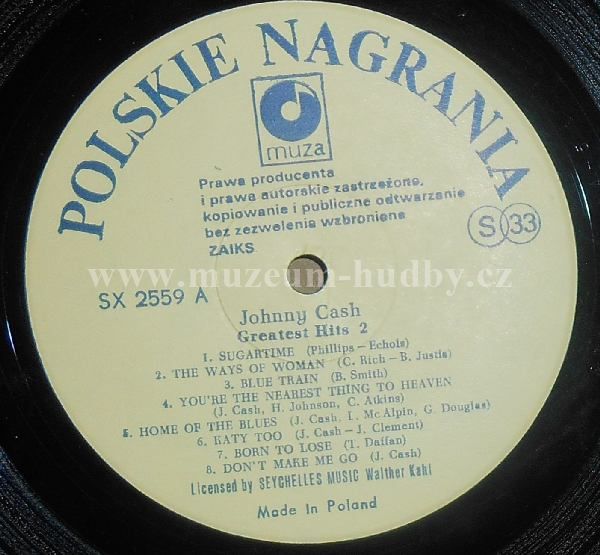 POLSKIE NAGRANIA
muza
Prawa producenta
i prawa autorskie zastrzeżone,
kopiowanie i publiczne odtwarzanie
bez zezwolenia wzbronione
ZAIKS
S 33
www.muzeum-hudby.cz
SX 2559 A
Johnny Cash
Greatest Hits 2
1. SUGARTIME (Phillips – Echols)
2. THE WAYS OF WOMAN (C. Rich – B. Justis)
3. BLUE TRAIN (B. Smith)
4. YOU'RE THE NEAREST THING TO HEAVEN
(J. Cash, H. Johnson, C. Atkins)
5. HOME OF THE BLUES (J. Cash, L. Mc Alpin, G. Douglas)
6. KATY TOO (J. Cash – J. Clement)
7. BORN TO LOSE (T. Daffan)
8. DON'T MAKE ME GO (J. Cash)
Licensed by SEYCHELLES MUSIC Walther Kahl
Made In Poland